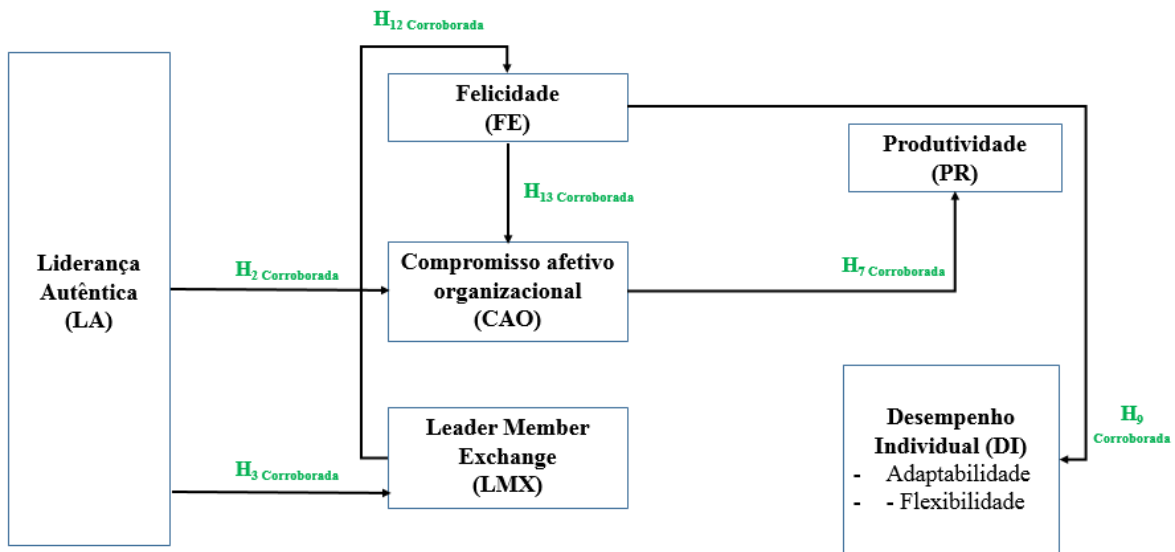 H12 Corroborada
Felicidade
(FE)
Produtividade
(PR)
H13 Corroborada
Liderança
Autêntica
(LA)
H2 Corroborada
Compromisso afetivo
organizacional
(CAO)
H7 Corroborada
Leader Member
Exchange
(LMX)
H3 Corroborada
Desempenho
Individual (DI)
- Adaptabilidade
- - Flexibilidade
H9
Corroborada